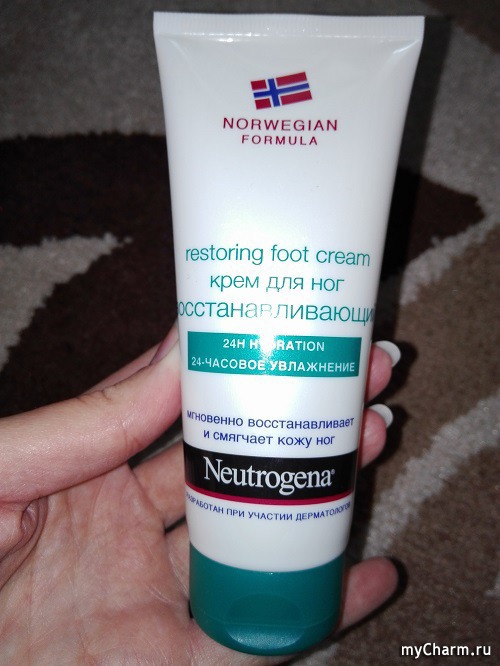 NORWEGIAN
FORMULA
restoring foot cream
крем для ног
восстанавливающий
24H HYDRATION
24-ЧАСОВОЕ УВЛАЖНЕНИЕ
мгновенно восстанавливает
и смягчает кожу ног
Neutrogena®
РАЗРАБОТАН ПРИ УЧАСТИИ ДЕРМАТОЛОГОВ
myCharm.ru